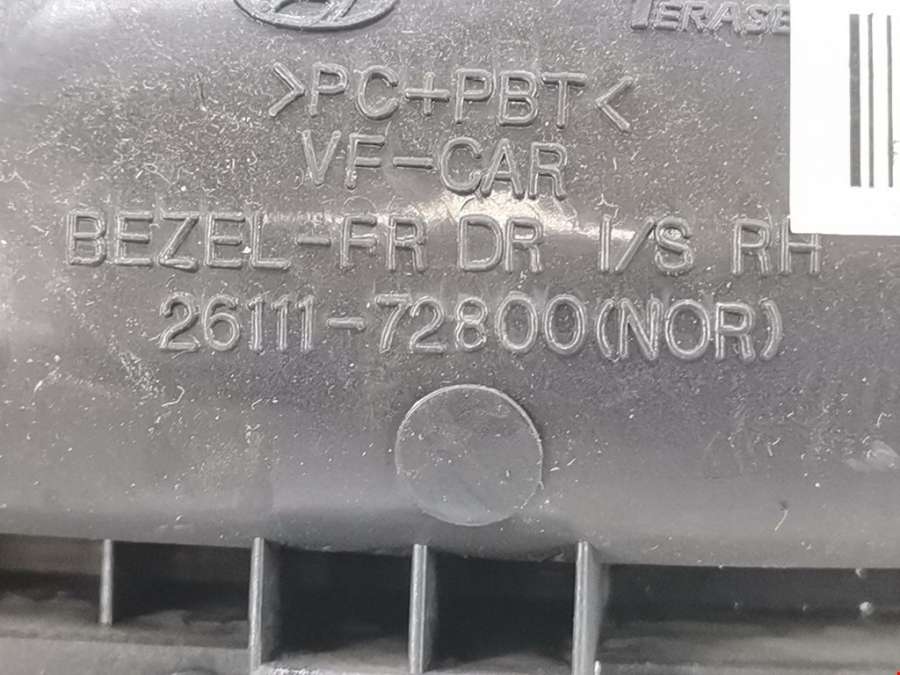 >PC+PBT<
VF-CAR
BEZEL-FR DR I/S RH
26111-72800(NOR)